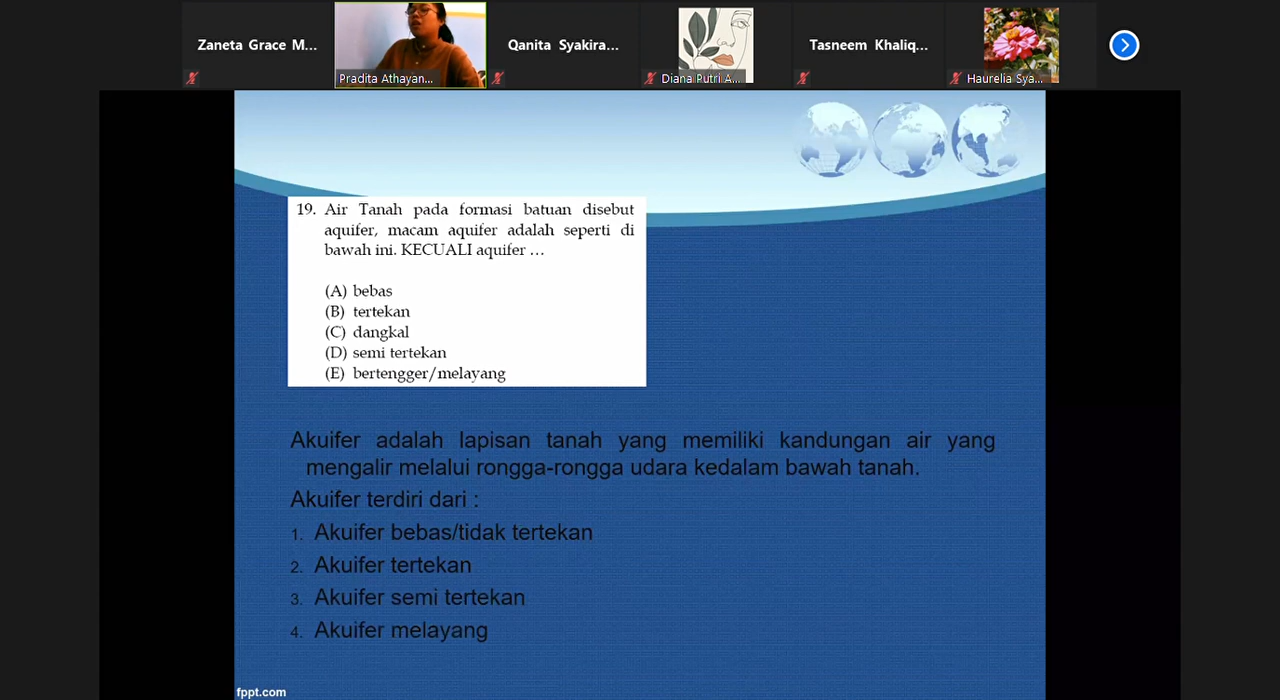 Zaneta Grace M...
Pradita Athayan...
Qanita Syakira...
Diana Putri A...
Tasneem Khaliq...
Haurelia Sya...
19. Air Tanah pada formasi batuan disebut
aquifer, macam aquifer adalah seperti di
bawah ini. KECUALI aquifer ...
(A) bebas
(B) tertekan
(C) dangkal
(D) semi tertekan
(E) bertengger/melayang
Akuifer adalah lapisan tanah yang memiliki kandungan air yang
mengalir melalui rongga-rongga udara kedalam bawah tanah.
Akuifer terdiri dari :
1. Akuifer bebas/tidak tertekan
2. Akuifer tertekan
3. Akuifer semi tertekan
4. Akuifer melayang
fppt.com